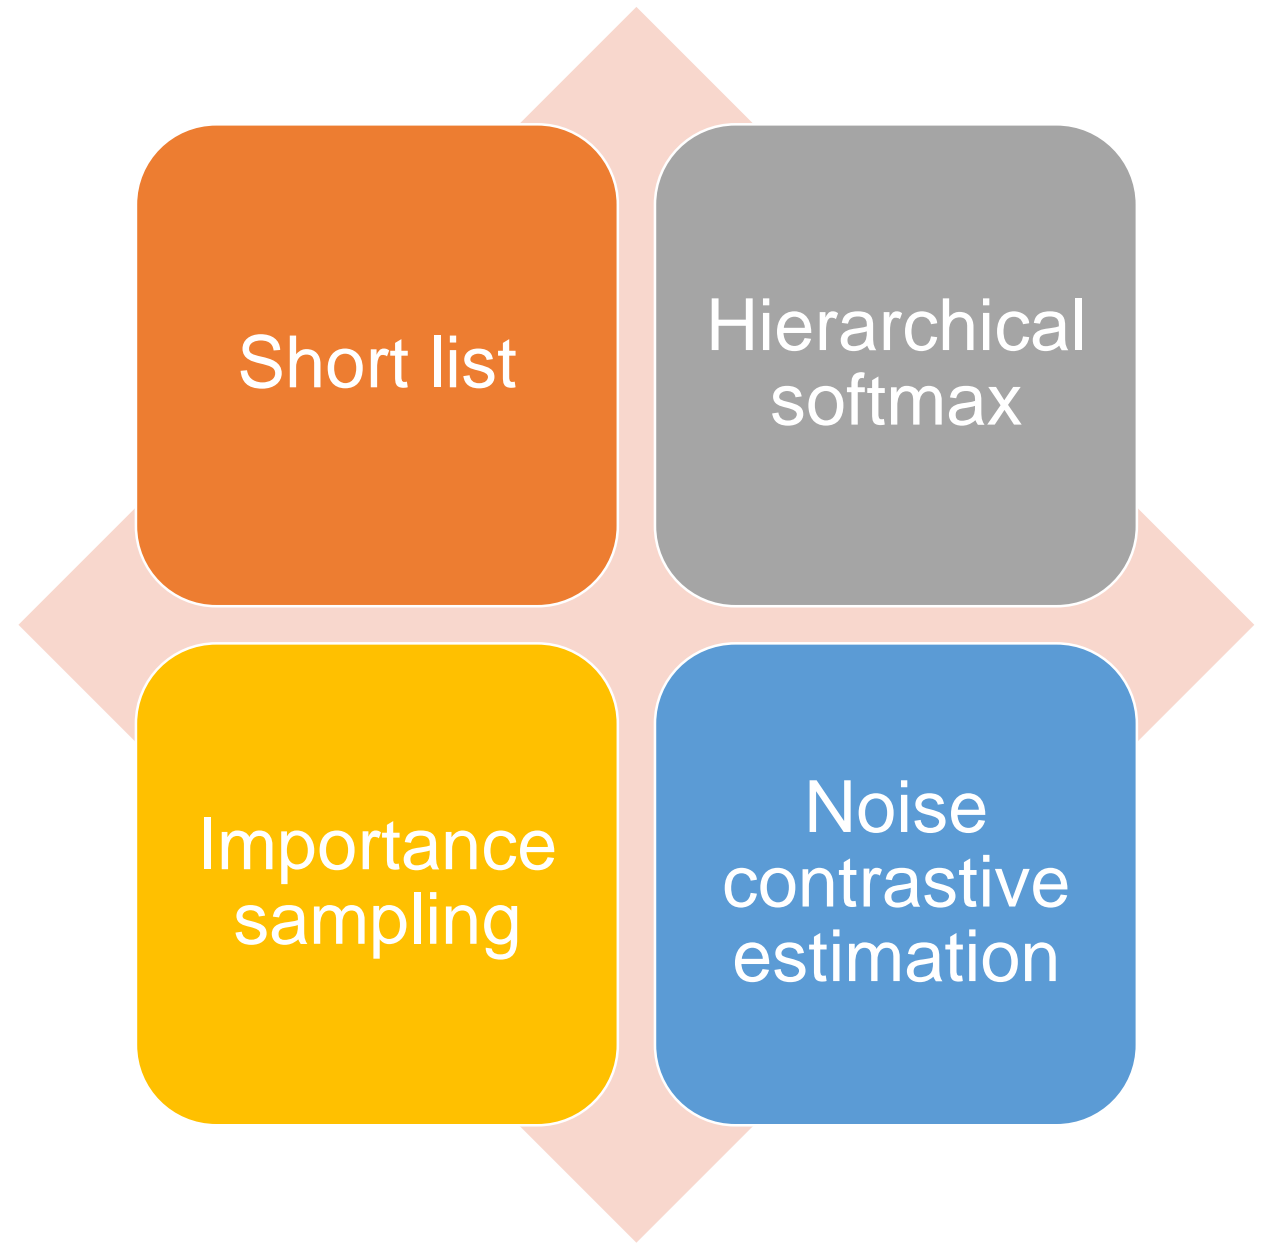 Short list
Hierarchical
softmax
Importance
sampling
Noise
contrastive
estimation